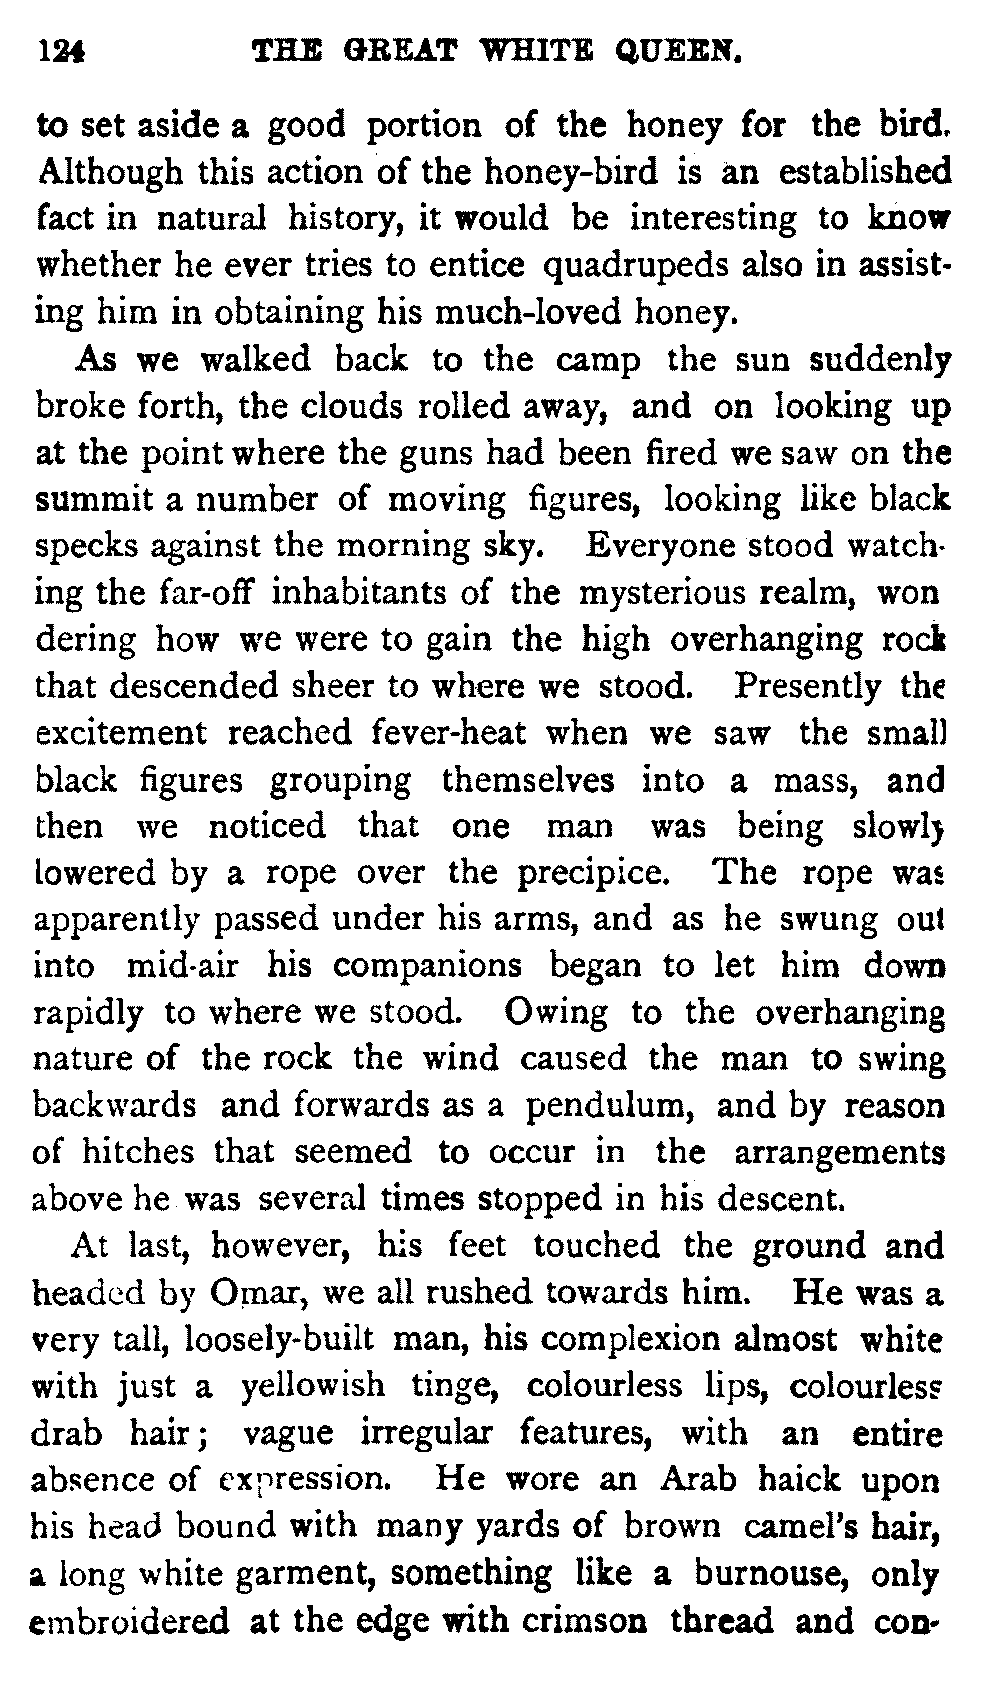 124 THE GREAT WHITE QUEEN.
to set aside a good portion of the honey for the bird.
Although this action of the honey-bird is an established
fact in natural history, it would be interesting to know
whether he ever tries to entice quadrupeds also in assist-
ing him in obtaining his much-loved honey.
As we walked back to the camp the sun suddenly
broke forth, the clouds rolled away, and on looking up
at the point where the guns had been fired we saw on the
summit a number of moving figures, looking like black
specks against the morning sky. Everyone stood watch-
ing the far-off inhabitants of the mysterious realm, won
dering how we were to gain the high overhanging rock
that descended sheer to where we stood. Presently the
excitement reached fever-heat when we saw the small
black figures grouping themselves into a mass, and
then we noticed that one man was being slowly
lowered by a rope over the precipice. The rope was
apparently passed under his arms, and as he swung out
into mid-air his companions began to let him down
rapidly to where we stood. Owing to the overhanging
nature of the rock the wind caused the man to swing
backwards and forwards as a pendulum, and by reason
of hitches that seemed to occur in the arrangements
above he was several times stopped in his descent.
At last, however, his feet touched the ground and
headed by Omar, we all rushed towards him. He was a
very tall, loosely-built man, his complexion almost white
with just a yellowish tinge, colourless lips, colourless
drab hair; vague irregular features, with an entire
absence of expression. He wore an Arab haick upon
his head bound with many yards of brown camel's hair,
a long white garment, something like a burnouse, only
embroidered at the edge with crimson thread and con-